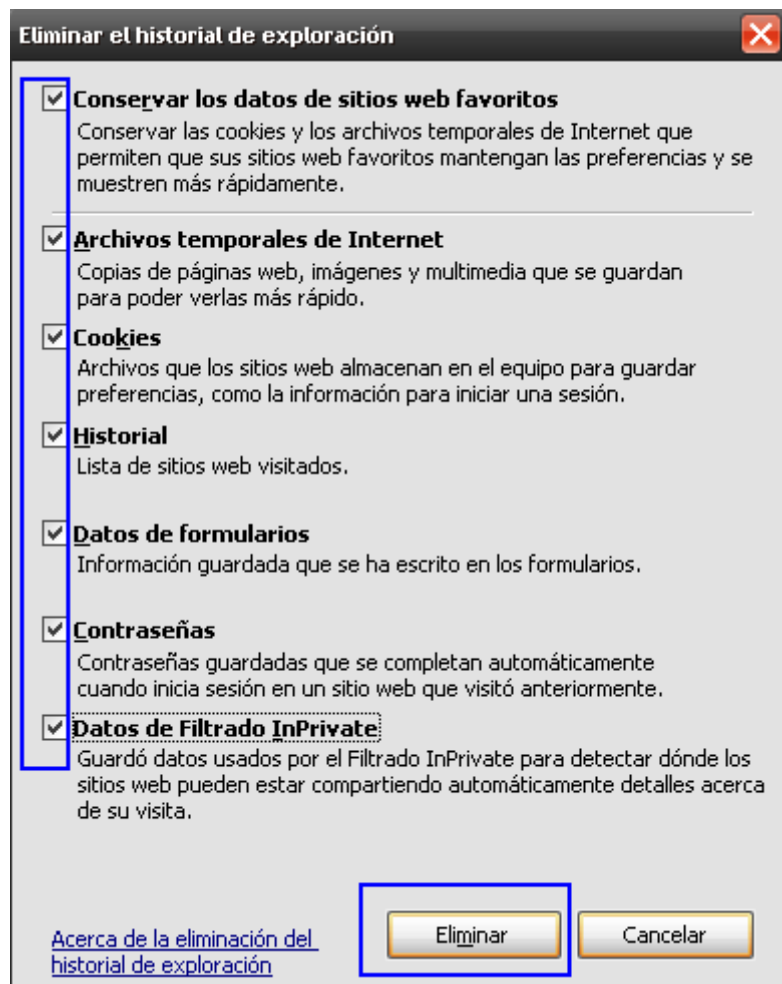 Eliminar el historial de exploración
Conservar los datos de sitios web favoritos
Conservar las cookies y los archivos temporales de Internet que
permiten que sus sitios web favoritos mantengan las preferencias y se
muestren más rápidamente.
Archivos temporales de Internet
Copias de páginas web, imágenes y multimedia que se guardan
para poder verlas más rápido.
Cookies
Archivos que los sitios web almacenan en el equipo para guardar
preferencias, como la información para iniciar una sesión.
Historial
Lista de sitios web visitados.
Datos de formularios
Información guardada que se ha escrito en los formularios.
Contraseñas
Contraseñas guardadas que se completan automáticamente
cuando inicia sesión en un sitio web que visitó anteriormente.
Datos de Filtrado InPrivate
Guardó datos usados por el Filtrado InPrivate para detectar dónde los
sitios web pueden estar compartiendo automáticamente detalles acerca
de su visita.
Acerca de la eliminación del
historial de exploración
Eliminar
Cancelar